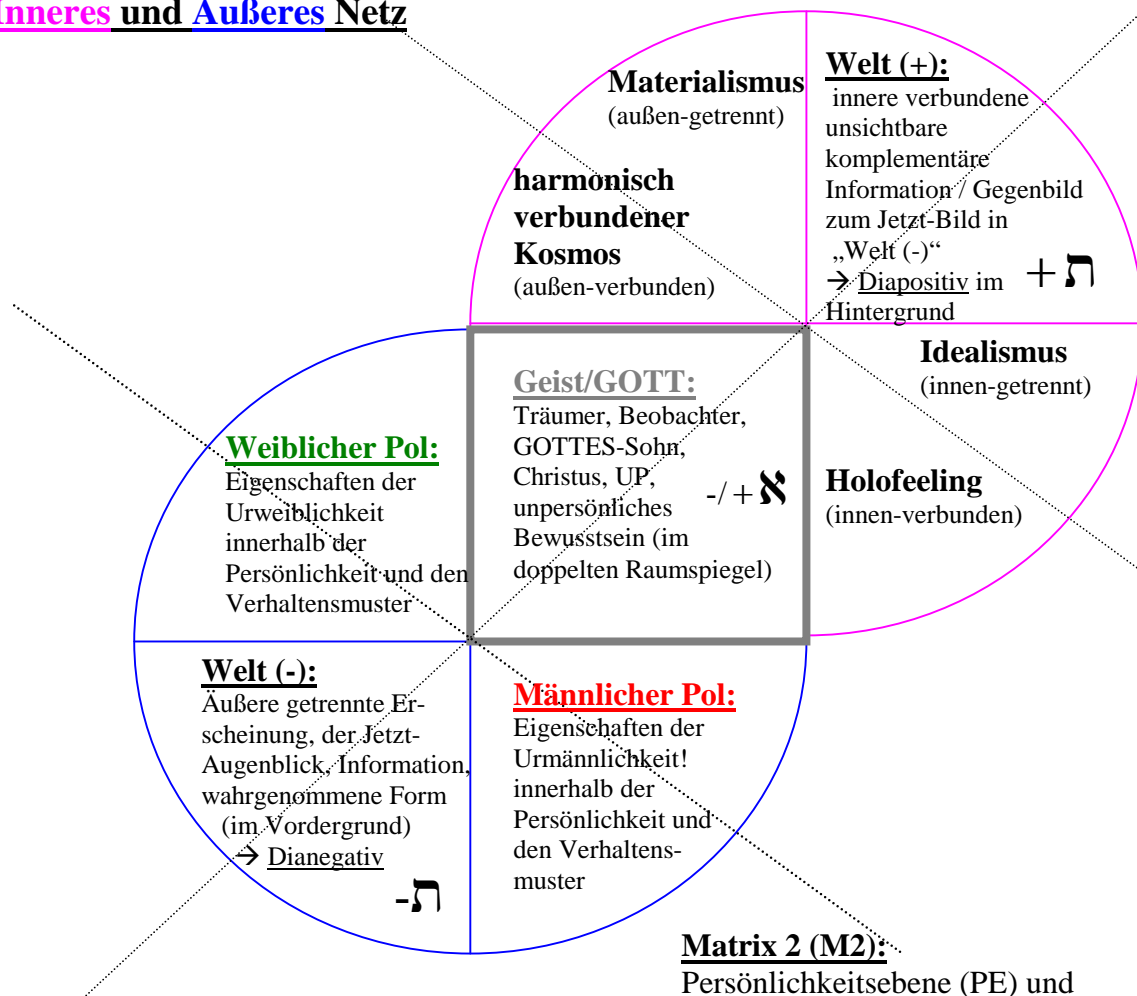 Inneres und Äußeres Netz
Materialismus
(außen-getrennt)
harmonisch
verbundener
Kosmos
(außen-verbunden)
Welt (+):
innere verbundene
unsichtbare
komplementäre
Information / Gegenbild
zum Jetzt-Bild in
„Welt (-)“
→ Diapositiv im
Hintergrund
+ת
Idealismus
(innen-getrennt)
Holofeeling
(innen-verbunden)
Geist/GOTT:
Träumer, Beobachter,
GOTTES-Sohn,
Christus, UP,
unpersönliches
Bewusstsein (im
doppelten Raumspiegel)
-/+א
Weiblicher Pol:
Eigenschaften der
Urweiblichkeit
innerhalb der
Persönlichkeit und den
Verhaltensmuster
Welt (-):
Äußere getrennte Er-
scheinung, der Jetzt-
Augenblick, Information,
wahrgenommene Form
(im Vordergrund)
→ Dianegativ
-ת
Männlicher Pol:
Eigenschaften der
Urmännlichkeit!
innerhalb der
Persönlichkeit und
den Verhaltens-
muster
Matrix 2 (M2):
Persönlichkeitsebene (PE) und